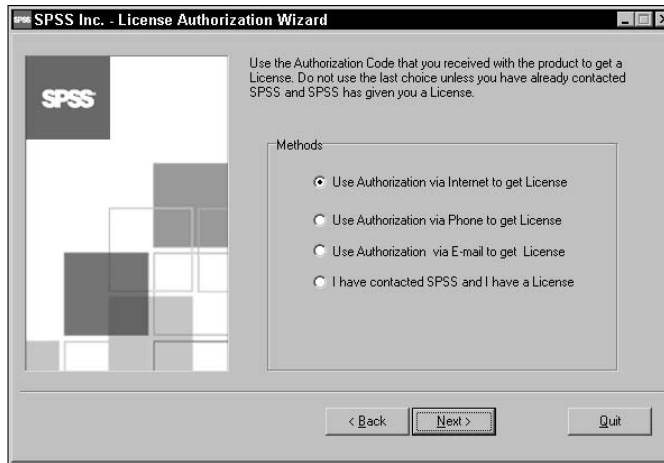 SPSS SPSS Inc. - License Authorization Wizard
SPSS
Use the Authorization Code that you received with the product to get a
License. Do not use the last choice unless you have already contacted
SPSS and SPSS has given you a License.
Methods
Use Authorization via Internet to get License
Use Authorization via Phone to get License
Use Authorization via E-mail to get License
I have contacted SPSS and I have a License
< Back
Next >
Quit